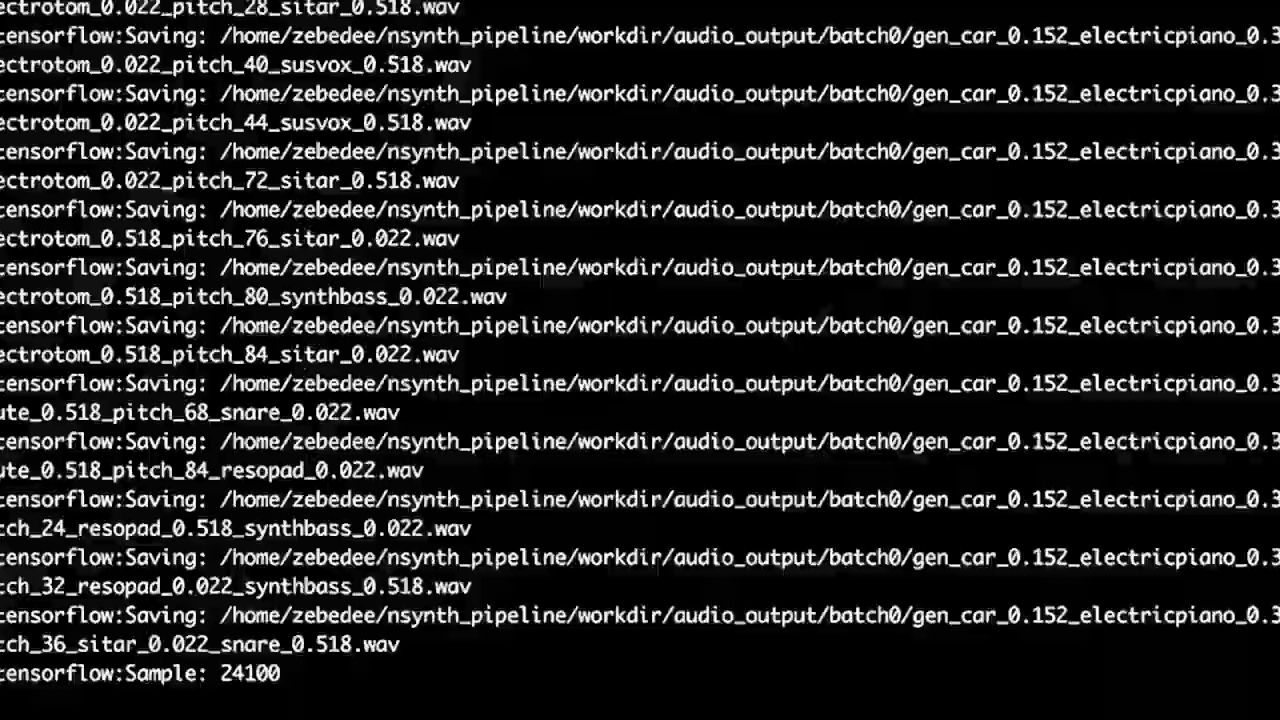 ectrotom_0.022_pitch_28_sitar_0.518.wav
tensorflow:Saving: /home/zebedee/nsynth_pipeline/workdir/audio_output/batch0/gen_car_0.152_electricpiano_0.3
ectrotom_0.022_pitch_40_susvox_0.518.wav
tensorflow:Saving: /home/zebedee/nsynth_pipeline/workdir/audio_output/batch0/gen_car_0.152_electricpiano_0.3
ectrotom_0.022_pitch_44_susvox_0.518.wav
tensorflow:Saving: /home/zebedee/nsynth_pipeline/workdir/audio_output/batch0/gen_car_0.152_electricpiano_0.3
ectrotom_0.022_pitch_72_sitar_0.518.wav
tensorflow:Saving: /home/zebedee/nsynth_pipeline/workdir/audio_output/batch0/gen_car_0.152_electricpiano_0.3
ectrotom_0.518_pitch_76_sitar_0.022.wav
tensorflow:Saving: /home/zebedee/nsynth_pipeline/workdir/audio_output/batch0/gen_car_0.152_electricpiano_0.3
ectrotom_0.518_pitch_80_synthbass_0.022.wav
tensorflow:Saving: /home/zebedee/nsynth_pipeline/workdir/audio_output/batch0/gen_car_0.152_electricpiano_0.3
ectrotom_0.518_pitch_84_sitar_0.022.wav
tensorflow:Saving: /home/zebedee/nsynth_pipeline/workdir/audio_output/batch0/gen_car_0.152_electricpiano_0.3
ute_0.518_pitch_68_snare_0.022.wav
tensorflow:Saving: /home/zebedee/nsynth_pipeline/workdir/audio_output/batch0/gen_car_0.152_electricpiano_0.3
ute_0.518_pitch_84_resopad_0.022.wav
tensorflow:Saving: /home/zebedee/nsynth_pipeline/workdir/audio_output/batch0/gen_car_0.152_electricpiano_0.3
tch_24_resopad_0.518_synthbass_0.022.wav
tensorflow:Saving: /home/zebedee/nsynth_pipeline/workdir/audio_output/batch0/gen_car_0.152_electricpiano_0.3
tch_32_resopad_0.022_synthbass_0.518.wav
tensorflow:Saving: /home/zebedee/nsynth_pipeline/workdir/audio_output/batch0/gen_car_0.152_electricpiano_0.3
tch_36_sitar_0.022_snare_0.518.wav
tensorflow:Sample: 24100